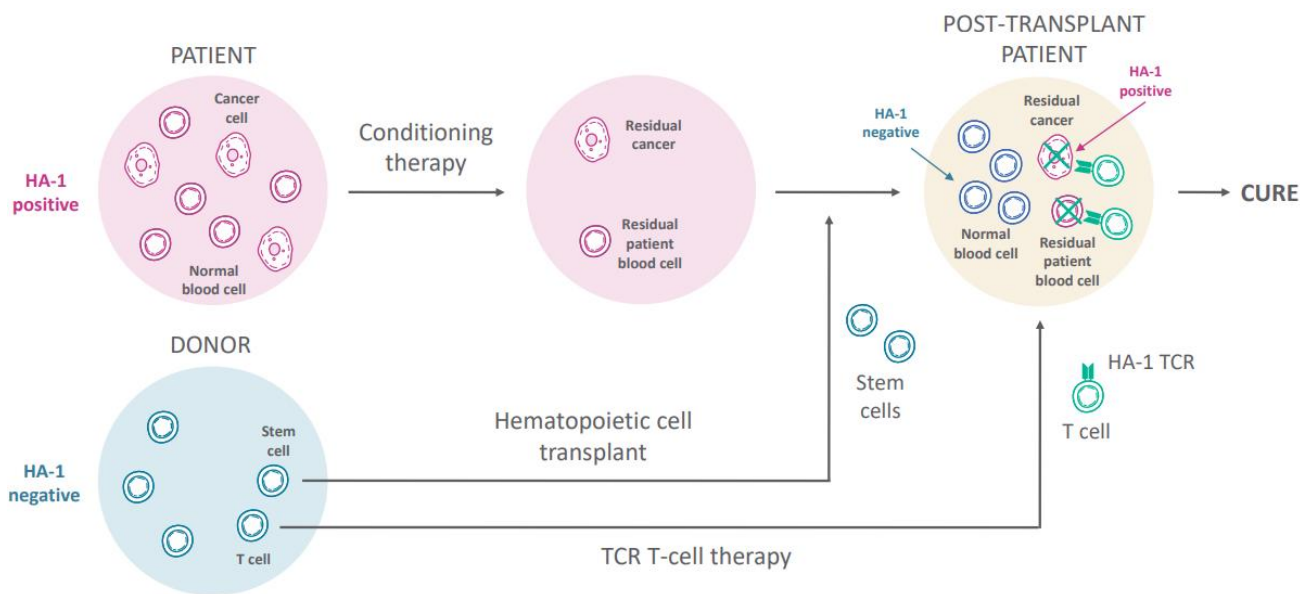 PATIENT
Cancer
cell
HA-1
positive
Normal
blood cell
Conditioning
therapy
Residual
cancer
Residual
patient
blood cell
POST-TRANSPLANT
PATIENT
HA-1
positive
HA-1
negative
Residual
cancer
Normal
blood cell
Residual
patient
blood cell
CURE
DONOR
HA-1
negative
Stem
cell
T cell
Hematopoietic cell
transplant
Stem
cells
HA-1 TCR
T cell
TCR T-cell therapy